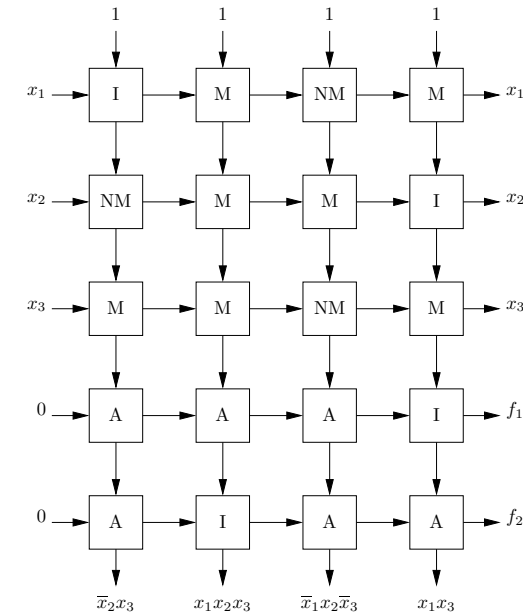 1 1 1 1
x₁ I M NM M x₁
x₂ NM M M I x₂
x₃ M M NM M x₃
0 A A A I f₁
0 A I A A f₂
x̅₂x₃ x₁x₂x₃ x̅₁x₂x̅₃ x₁x₃